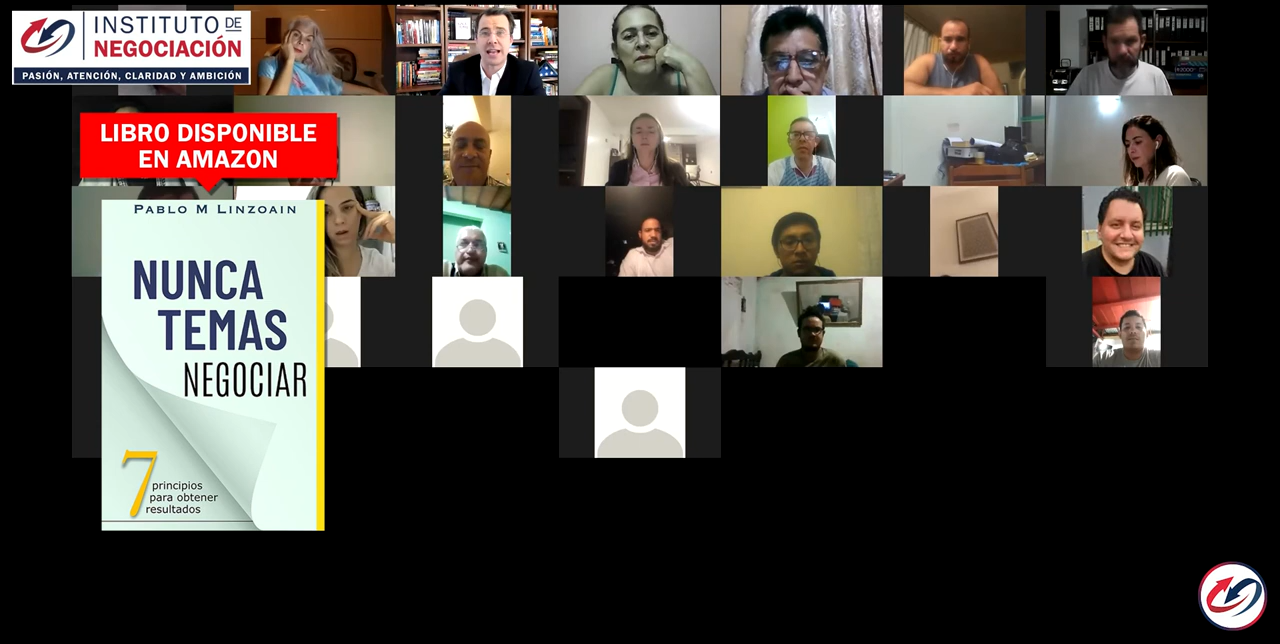 INSTITUTO DE
NEGOCIACIÓN
PASIÓN, ATENCIÓN, CLARIDAD Y AMBICIÓN
LIBRO DISPONIBLE
EN AMAZON
PABLO M LINZOAIN
NUNCA
TEMAS
NEGOCIAR
7 principios
para obtener
resultados